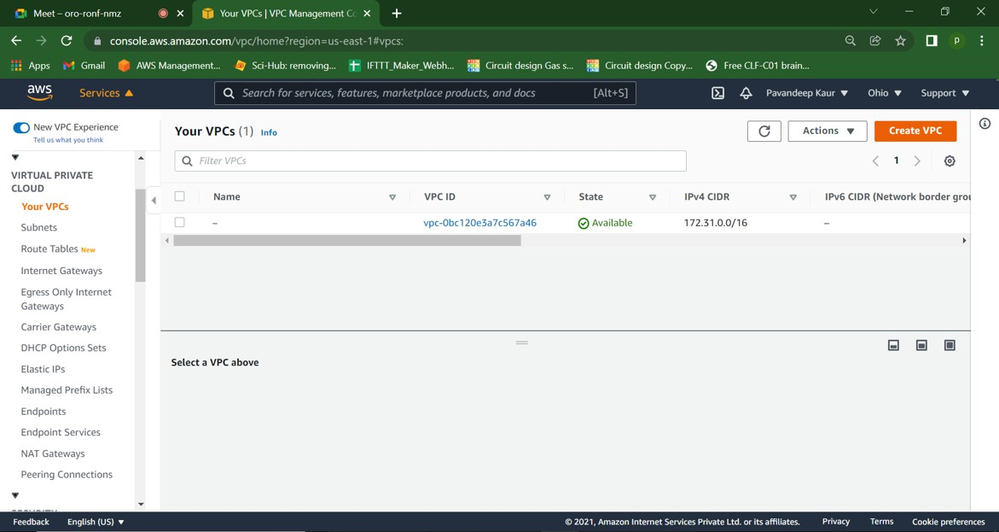 Meet – oro-ronf-nmz
Your VPCs | VPC Management Co
console.aws.amazon.com/vpc/home?region=us-east-1#vpcs:
P
Apps Gmail AWS Management... Sci-Hub: removing... IFTTT_Maker_Webh... Circuit design Gas s... Circuit design Copy... Free CLF-C01 brain...
aws Services Search for services, features, marketplace products, and docs [Alt+S] Pavandeep Kaur Ohio Support
New VPC Experience
Tell us what you think
VIRTUAL PRIVATE
CLOUD
Your VPCs
Subnets
Route Tables New
Internet Gateways
Egress Only Internet
Gateways
Carrier Gateways
DHCP Options Sets
Elastic IPs
Managed Prefix Lists
Endpoints
Endpoint Services
NAT Gateways
Peering Connections
SECURITY
Your VPCs (1) Info
Actions Create VPC
Filter VPCs
1
Name VPC ID State IPv4 CIDR IPv6 CIDR (Network border grou
– vpc-0bc120e3a7c567a46 Available 172.31.0.0/16 –
Select a VPC above
Feedback English (US) © 2021, Amazon Internet Services Private Ltd. or its affiliates. Privacy Terms Cookie preferences